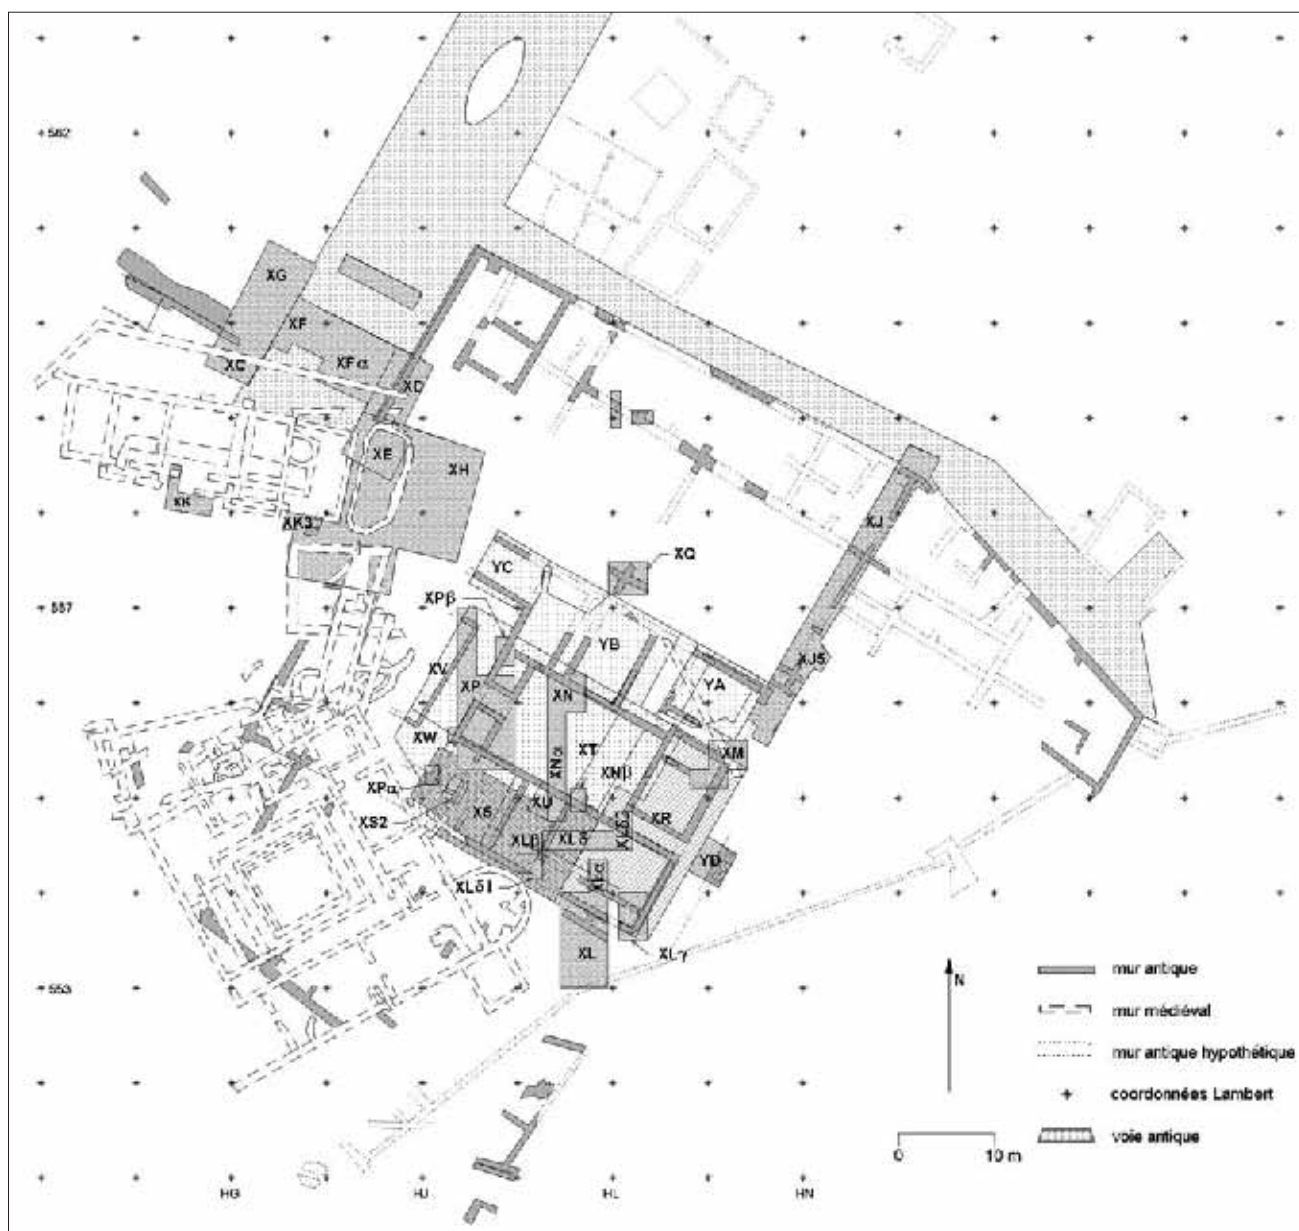 562
XG
XF
XFα
XC
XD
XE
XH
XK
XK3
XJ
YC
XQ
XPβ
557
YB
XJ5
XV
XP
XN
YA
XW
XT
XM
XNα
XNβ
XPα
XS
XU
XR
XS2
XLδ2
XLβ
XLδ
YD
XLα
XLδ1
XL
XLγ
553
N
mur antique
mur médiéval
mur antique hypothétique
coordonnées Lambert
voie antique
0 10 m
HG HJ HL HN